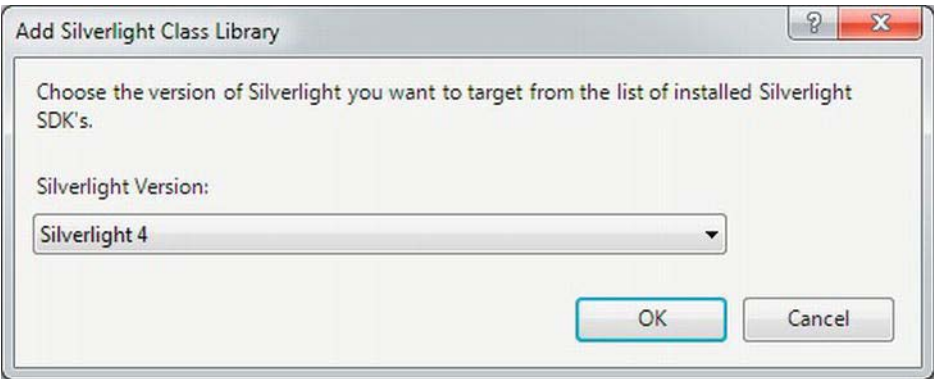 Add Silverlight Class Library
Choose the version of Silverlight you want to target from the list of installed Silverlight
SDK's.
Silverlight Version:
Silverlight 4
OK Cancel